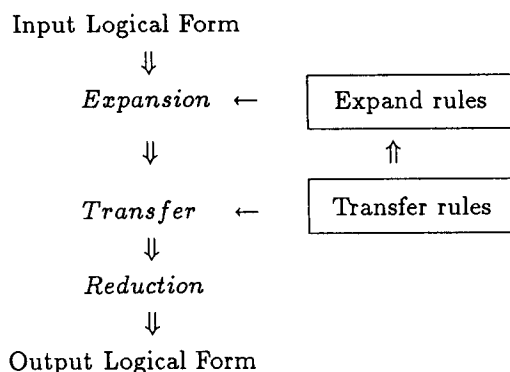 Input Logical Form
⇓
Expansion ← Expand rules
⇓ ⇑
Transfer ← Transfer rules
⇓
Reduction
⇓
Output Logical Form